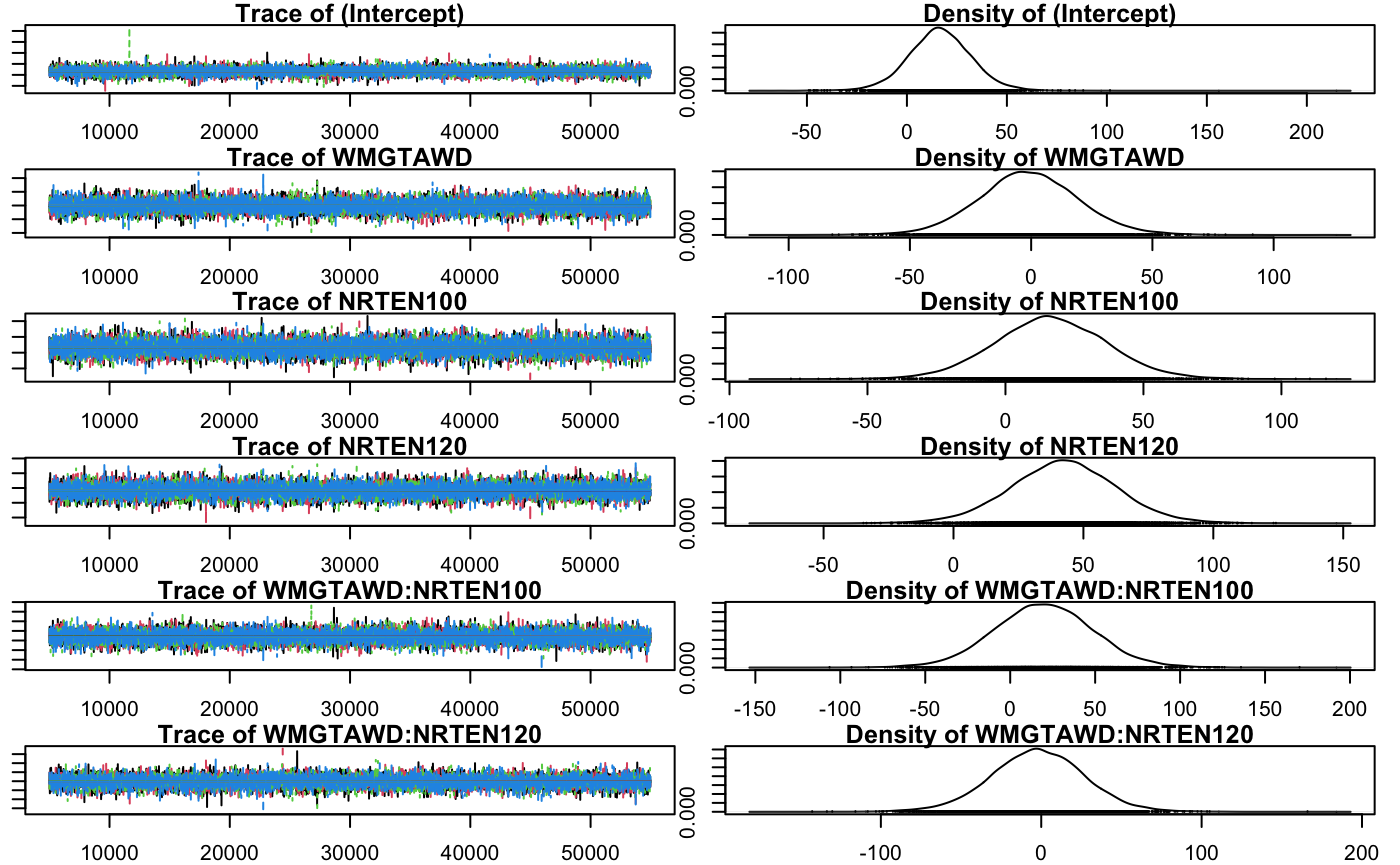 Trace of (Intercept)
Density of (Intercept)
0.000
10000 20000 30000 40000 50000
-50 0 50 100 150 200
Trace of WMGTAWD
Density of WMGTAWD
0.000
10000 20000 30000 40000 50000
-100 -50 0 50 100
Trace of NRTEN100
Density of NRTEN100
0.000
10000 20000 30000 40000 50000
-100 -50 0 50 100
Trace of NRTEN120
Density of NRTEN120
0.000
10000 20000 30000 40000 50000
-50 0 50 100 150
Trace of WMGTAWD:NRTEN100
Density of WMGTAWD:NRTEN100
0.000
10000 20000 30000 40000 50000
-150 -100 -50 0 50 100 150 200
Trace of WMGTAWD:NRTEN120
Density of WMGTAWD:NRTEN120
0.000
10000 20000 30000 40000 50000
-100 0 100 200